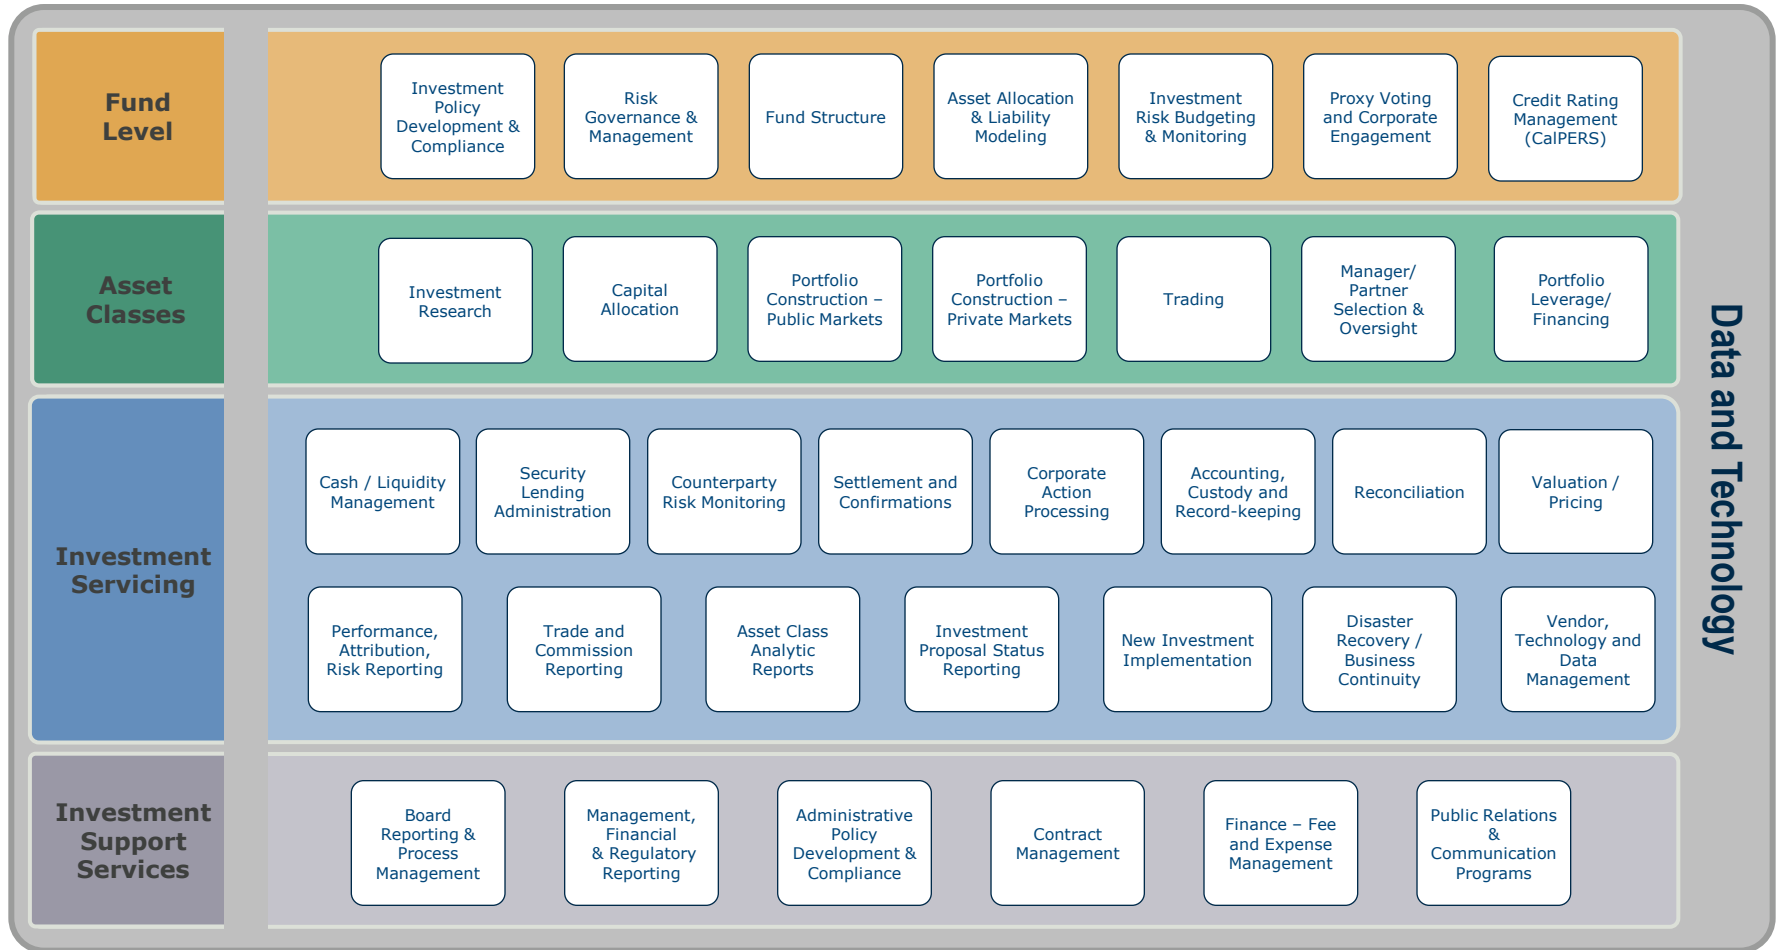 Fund
Level
Investment
Policy
Development &
Compliance
Risk
Governance &
Management
Fund Structure
Asset Allocation
& Liability
Modeling
Investment
Risk Budgeting
& Monitoring
Proxy Voting
and Corporate
Engagement
Credit Rating
Management
(CalPERS)
Asset
Classes
Investment
Research
Capital
Allocation
Portfolio
Construction –
Public Markets
Portfolio
Construction –
Private Markets
Trading
Manager/
Partner
Selection &
Oversight
Portfolio
Leverage/
Financing
Investment
Servicing
Cash / Liquidity
Management
Security
Lending
Administration
Counterparty
Risk Monitoring
Settlement and
Confirmations
Corporate
Action
Processing
Accounting,
Custody and
Record-keeping
Reconciliation
Valuation /
Pricing
Performance,
Attribution,
Risk Reporting
Trade and
Commission
Reporting
Asset Class
Analytic
Reports
Investment
Proposal Status
Reporting
New Investment
Implementation
Disaster
Recovery /
Business
Continuity
Vendor,
Technology and
Data
Management
Investment
Support
Services
Board
Reporting &
Process
Management
Management,
Financial
& Regulatory
Reporting
Administrative
Policy
Development &
Compliance
Contract
Management
Finance – Fee
and Expense
Management
Public Relations
&
Communication
Programs
Data and Technology